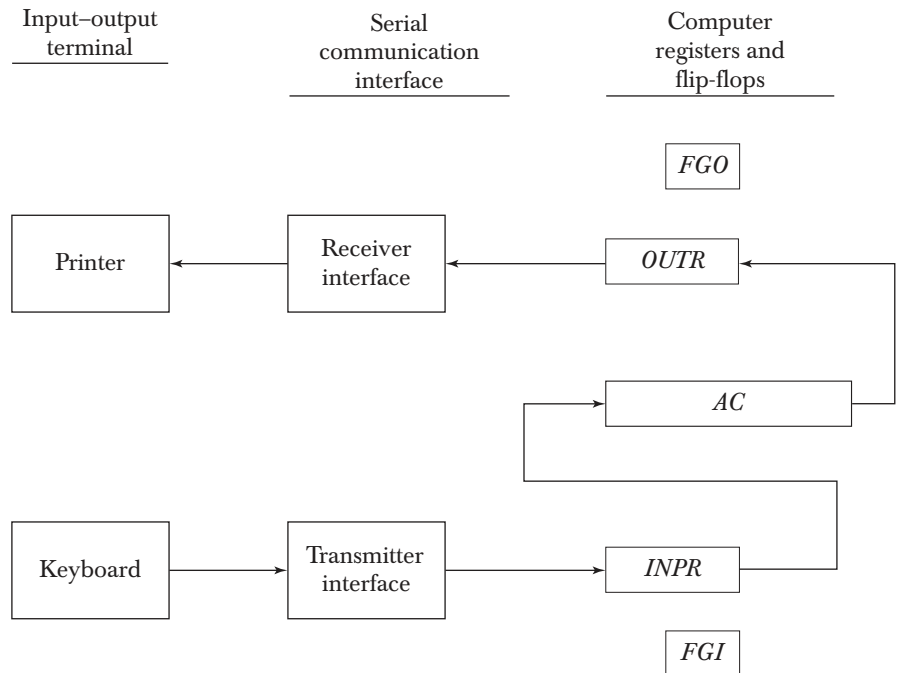 Input–output
terminal
Serial
communication
interface
Computer
registers and
flip-flops
FGO
Printer
Receiver
interface
OUTR
AC
Keyboard
Transmitter
interface
INPR
FGI